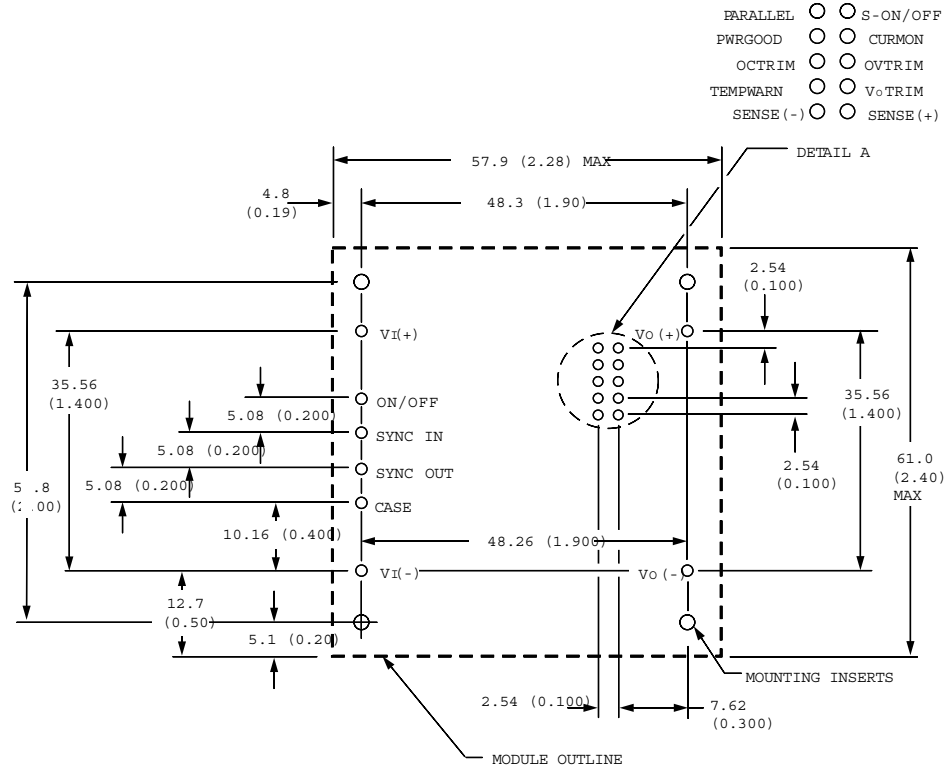 PARALLEL S-ON/OFF
PWRGOOD CURMON
OCTRIM OVTRIM
TEMPWARN VOTRIM
SENSE(-) SENSE(+)
DETAIL A
57.9 (2.28) MAX
4.8
(0.19)
48.3 (1.90)
2.54
(0.100)
VI(+)
VO(+)
35.56
(1.400)
ON/OFF
5.08 (0.200)
35.56
(1.400)
SYNC IN
5.08 (0.200)
SYNC OUT
5.08 (0.200)
2.54
(0.100)
61.0
(2.40)
MAX
CASE
10.16 (0.400)
48.26 (1.900)
VI(-)
VO(-)
12.7
(0.50)
5.1 (0.20)
MOUNTING INSERTS
2.54 (0.100)
7.62
(0.300)
MODULE OUTLINE